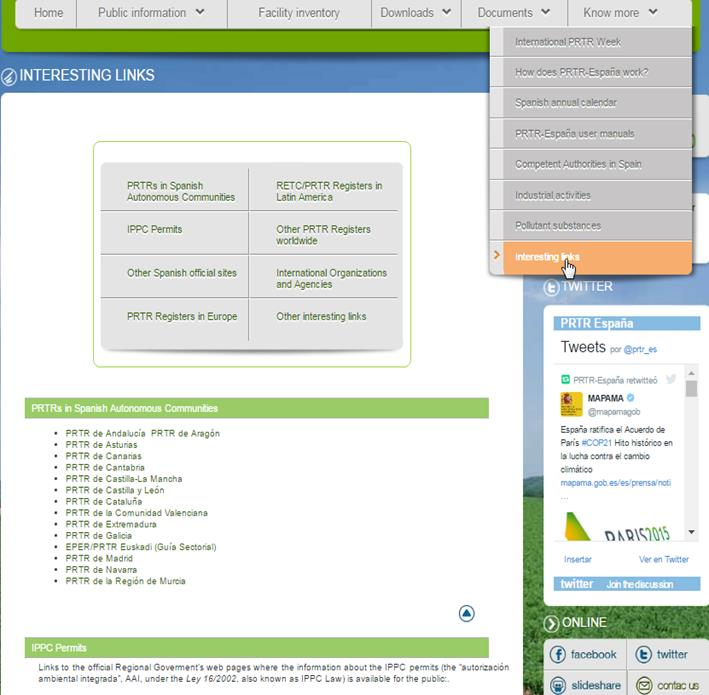 Home Public information Facility inventory Downloads Documents Know more
International PRTR Week
How does PRTR-España work?
Spanish annual calendar
PRTR-España user manuals
Competent Authorities in Spain
Industrial activities
Pollutant substances
Interesting links
INTERESTING LINKS
PRTRs in Spanish
Autonomous Communities
RETC/PRTR Registers in
Latin America
IPPC Permits
Other PRTR Registers
worldwide
Other Spanish official sites
International Organizations
and Agencies
PRTR Registers in Europe
Other interesting links
PRTRs in Spanish Autonomous Communities
• PRTR de Andalucía PRTR de Aragón
• PRTR de Asturias
• PRTR de Canarias
• PRTR de Cantabria
• PRTR de Castilla-La Mancha
• PRTR de Castilla y León
• PRTR de Cataluña
• PRTR de la Comunidad Valenciana
• PRTR de Extremadura
• PRTR de Galicia
• EPER/PRTR Euskadi (Guía Sectorial)
• PRTR de Madrid
• PRTR de Navarra
• PRTR de la Región de Murcia
IPPC Permits
Links to the official Regional Goverment's web pages where the information about the IPPC permits (the "autorización
ambiental integrada", AAI, under the Ley 16/2002, also known as IPPC Law) is available for the public:.
TWITTER
PRTR España
Tweets por @prtr_es
PRTR-España retwitteó
MAPAMA
@mapamagob
España ratifica el Acuerdo de
París #COP21 Hito histórico en
la lucha contra el cambio
climático
mapama.gob.es/es/prensa/noti
...
PARIS2015
Insertar Ver en Twitter
twitter Join the discussion
ONLINE
facebook twitter
slideshare contac us